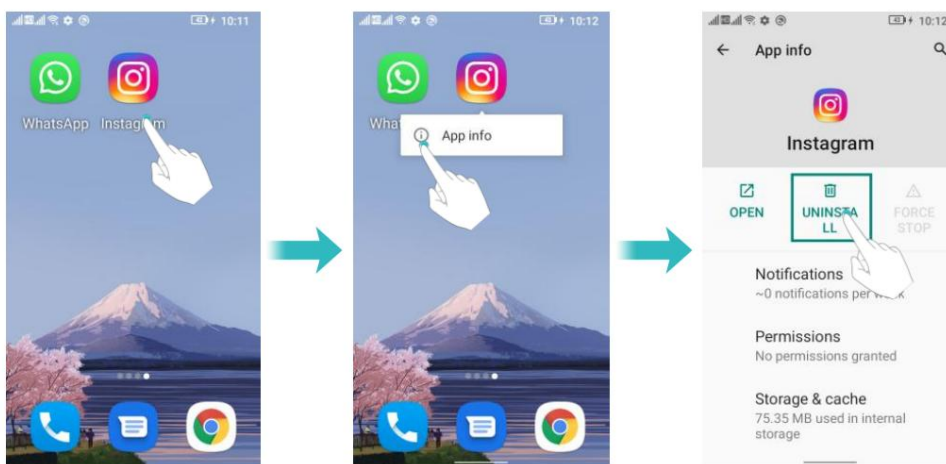 10:11
WhatsApp Instagram
10:12
App info
10:12
App info
Instagram
OPEN
UNINSTA
LL
FORCE
STOP
Notifications
~0 notifications per
Permissions
No permissions granted
Storage & cache
75.35 MB used in internal
storage